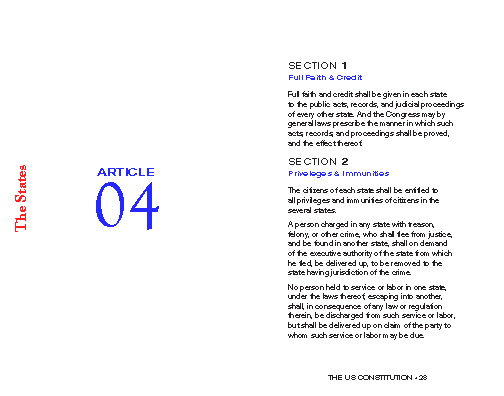 The States
ARTICLE
04
SECTION 1
Full Faith & Credit
Full faith and credit shall be given in each state
to the public acts, records, and judicial proceedings
of every other state. And the Congress may by
general laws prescribe the manner in which such
acts, records, and proceedings shall be proved,
and the effect thereof.
SECTION 2
Priveleges & Immunities
The citizens of each state shall be entitled to
all privileges and immunities of citizens in the
several states.
A person charged in any state with treason,
felony, or other crime, who shall flee from justice,
and be found in another state, shall on demand
of the executive authority of the state from which
he fled, be delivered up, to be removed to the
state having jurisdiction of the crime.
No person held to service or labor in one state,
under the laws thereof, escaping into another,
shall, in consequence of any law or regulation
therein, be discharged from such service or labor,
but shall be delivered up on claim of the party to
whom such service or labor may be due.
THE US CONSTITUTION • 28